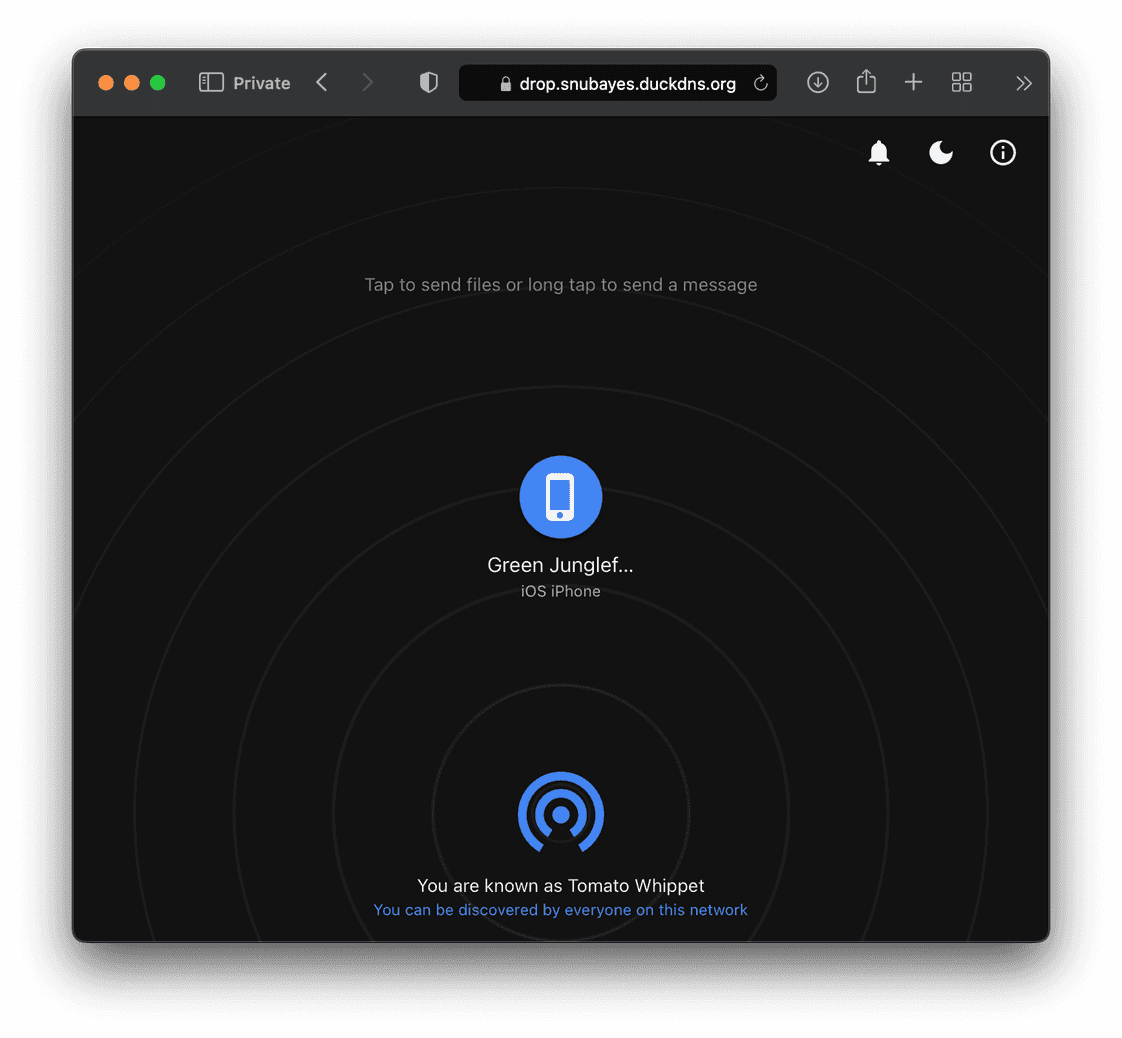 Private
drop.snubayes.duckdns.org
Tap to send files or long tap to send a message
Green Junglef...
iOS iPhone
You are known as Tomato Whippet
You can be discovered by everyone on this network